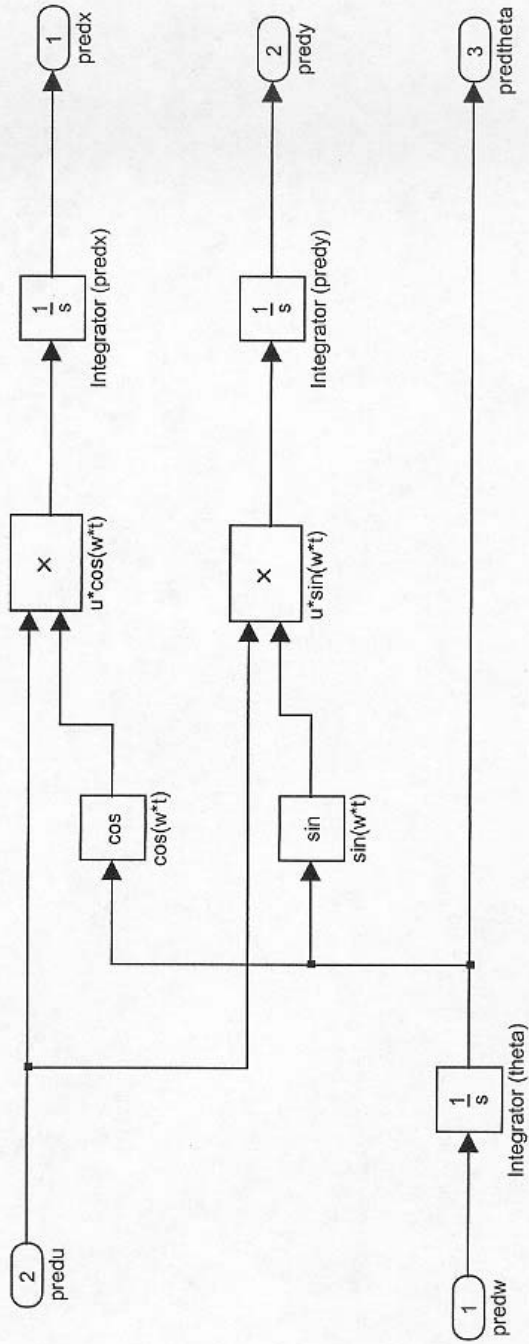 2
predu
cos
cos(w*t)
×
u*cos(w*t)
1
s
Integrator (predx)
1
predx
sin
sin(w*t)
×
u*sin(w*t)
1
s
Integrator (predy)
2
predy
1
predw
1
s
Integrator (theta)
3
predtheta